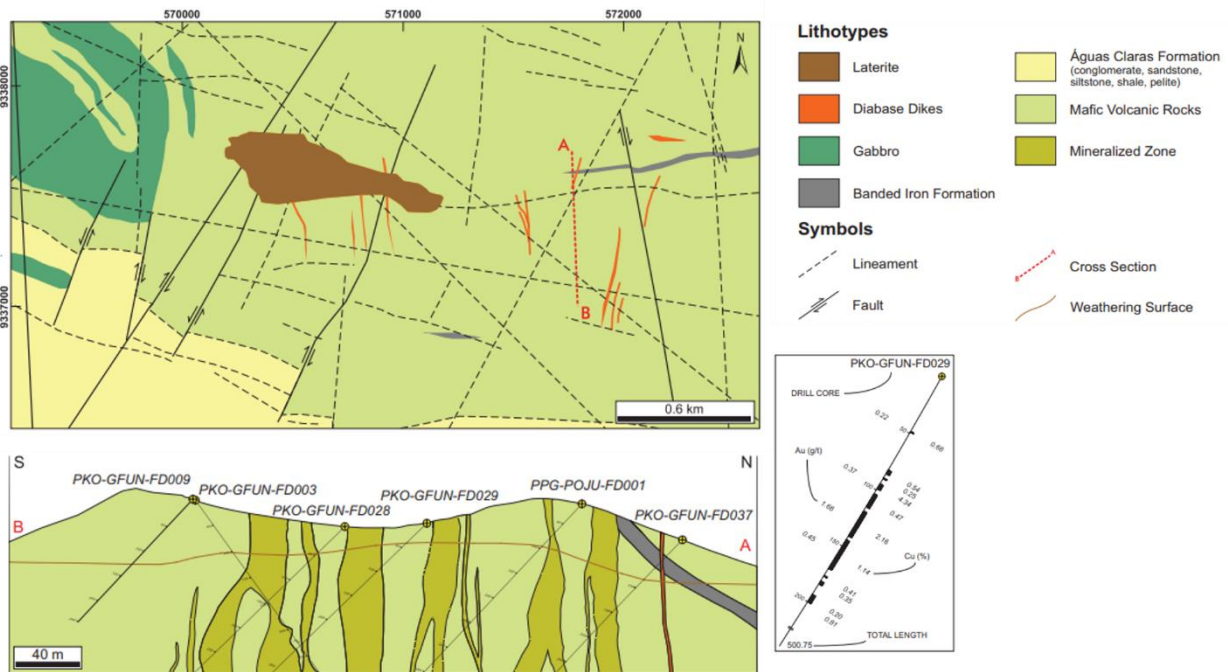 570000
571000
572000
N
9338000
9337000
A
B
0.6 km
Lithotypes
Laterite
Diabase Dikes
Gabbro
Banded Iron Formation
Águas Claras Formation
(conglomerate, sandstone,
siltstone, shale, pelite)
Mafic Volcanic Rocks
Mineralized Zone
Symbols
Lineament
Fault
A
B
Cross Section
Weathering Surface
S
N
PKO-GFUN-FD009
PKO-GFUN-FD003
PKO-GFUN-FD028
PKO-GFUN-FD029
PPG-POJU-FD001
PKO-GFUN-FD037
B
A
40 m
PKO-GFUN-FD029
DRILL CORE
0.22
50
0.68
Au (g/t)
0.37
100
0.54
0.25
4.34
1.66
0.47
0.45
150
2.16
Cu (%)
1.14
0.41
0.35
200
0.20
0.91
500.75
TOTAL LENGTH